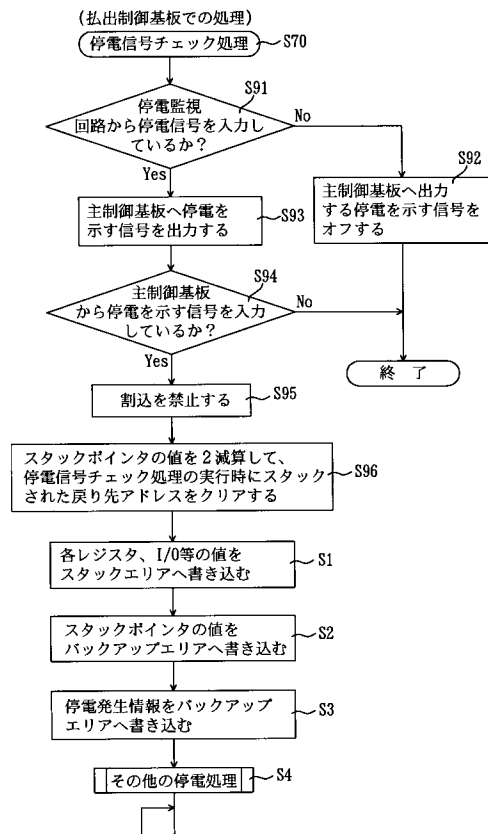 (払出制御基板での処理)
停電信号チェック処理
S70
停電監視
回路から停電信号を入力し
ているか？
S91
No
Yes
主制御基板へ出力
する停電を示す信号を
オフする
S92
主制御基板へ停電を
示す信号を出力する
S93
主制御基板
から停電を示す信号を入力
しているか？
S94
No
Yes
終 了
割込を禁止する
S95
スタックポインタの値を２減算して、
停電信号チェック処理の実行時にスタック
された戻り先アドレスをクリアする
S96
各レジスタ、I/O等の値を
スタックエリアへ書き込む
S1
スタックポインタの値を
バックアップエリアへ書き込む
S2
停電発生情報をバックアップ
エリアへ書き込む
S3
その他の停電処理
S4